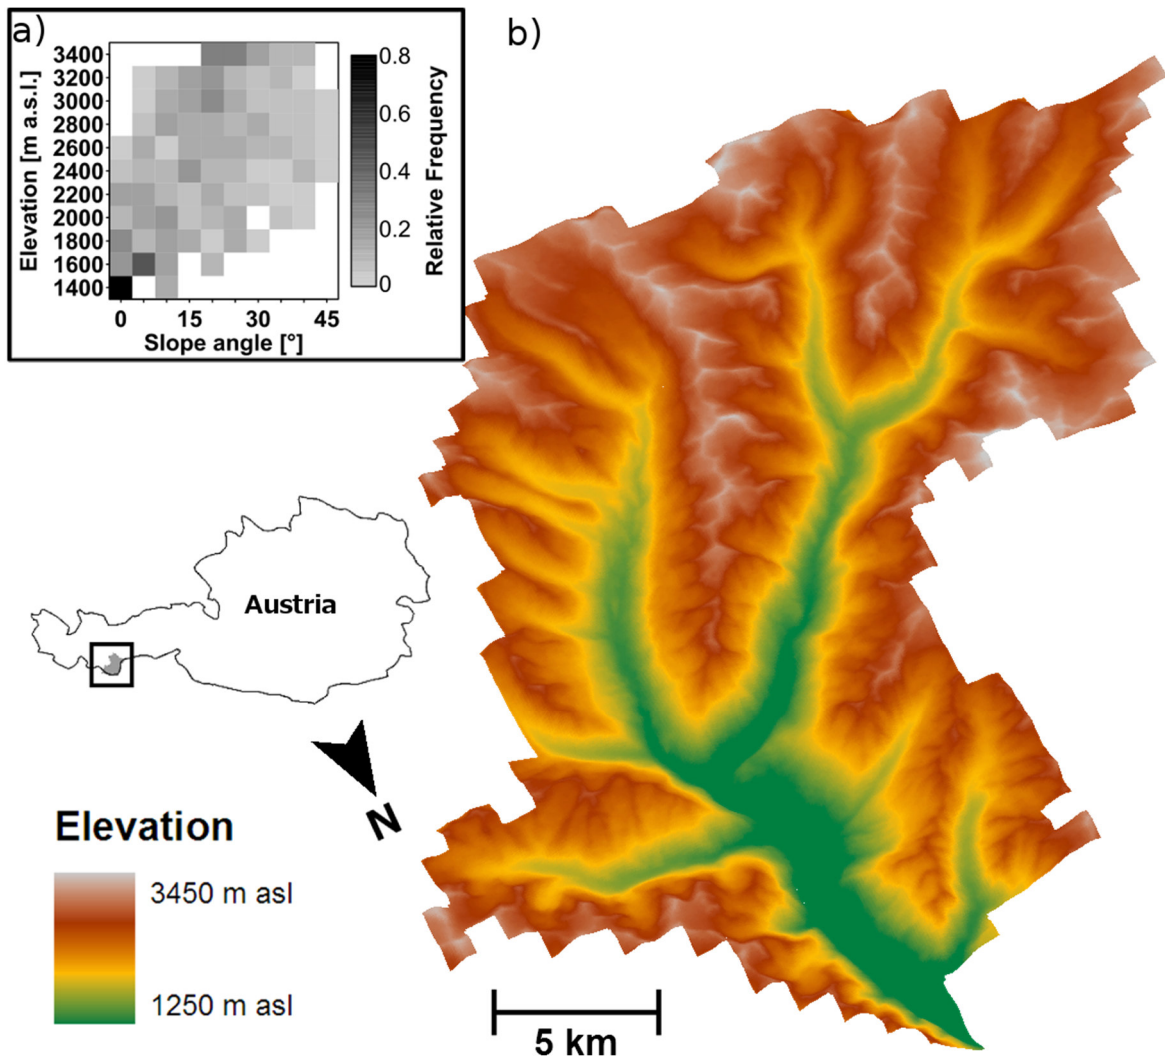 a)
b)
Elevation [m a.s.l.]
3400
3200
3000
2800
2600
2400
2200
2000
1800
1600
1400
0
15
30
45
Slope angle [°]
0.8
0.6
0.4
0.2
0
Relative Frequency
Austria
N
Elevation
3450 m asl
1250 m asl
5 km